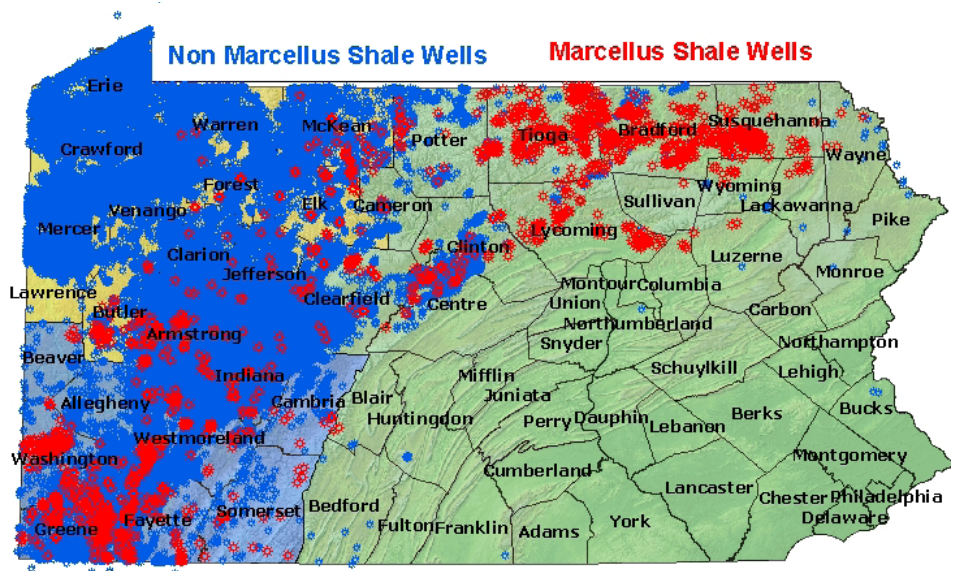 Non Marcellus Shale Wells
Marcellus Shale Wells
Erie
Warren
McKean
Potter
Tioga
Bradford
Susquehanna
Crawford
Wayne
Forest
Elk
Cameron
Wyoming
Sullivan
Lackawanna
Venango
Mercer
Pike
Lycoming
Clarion
Clinton
Luzerne
Jefferson
Monroe
Lawrence
Clearfield
Centre
Montour
Columbia
Union
Carbon
Butler
Armstrong
Northumberland
Snyder
Northampton
Beaver
Schuylkill
Lehigh
Indiana
Mifflin
Allegheny
Cambria
Blair
Juniata
Huntingdon
Perry
Dauphin
Lebanon
Berks
Bucks
Westmoreland
Washington
Cumberland
Montgomery
Lancaster
Chester
Philadelphia
Delaware
Somerset
Bedford
Greene
Fayette
Fulton
Franklin
Adams
York